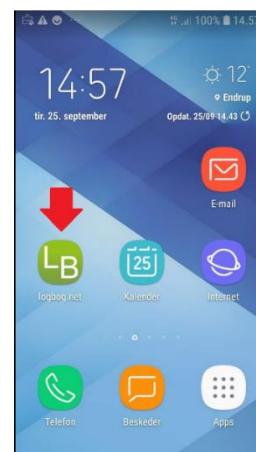 100% 14.57
14:57
12°
Endrup
tir. 25. september
Opdat. 25/09 14.43
E-mail
LB
25
logbog.net
Kalender
Internet
Telefon
Beskeder
Apps